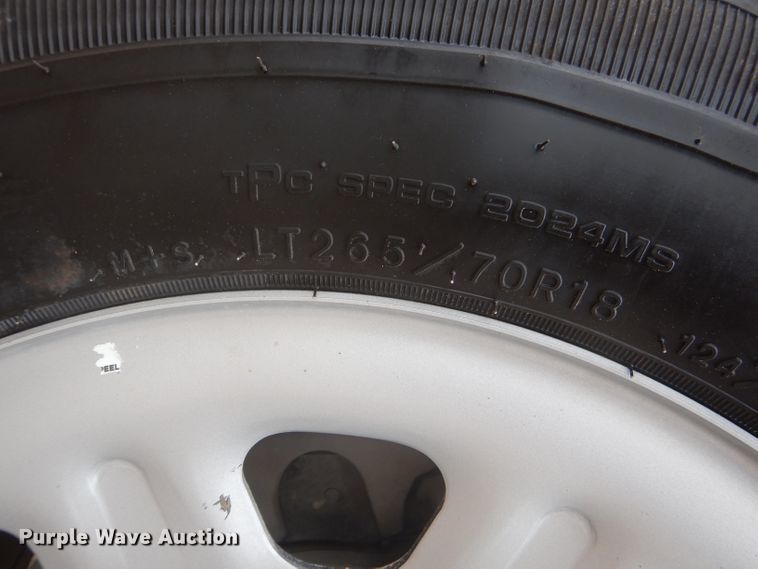 TPC SPEC 2024MS
M+S LT265/70R18 124/
PEEL
Purple Wave Auction